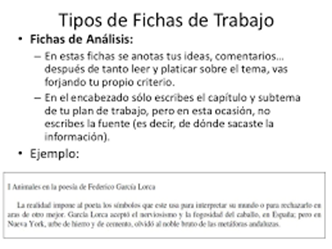 Tipos de Fichas de Trabajo
• Fichas de Análisis:
– En estas fichas se anotas tus ideas, comentarios...
después de tanto leer y platicar sobre el tema, vas
forjando tu propio criterio.
– En el encabezado sólo escribes el capítulo y subtema
de tu plan de trabajo, pero en esta ocasión, no
escribes la fuente (es decir, de dónde sacaste la
información).
• Ejemplo:
I Animales en la poesía de Federico García Lorca
La realidad impone al poeta los símbolos que este usa para interpretar su mundo o para rechazarlo en
aras de otro mejor. García Lorca aceptó el nerviosismo y la fogosidad del caballo, en España; pero en
Nueva York, urbe de hierro y de cemento, olvidó al noble bruto de las metáforas andaluzas.